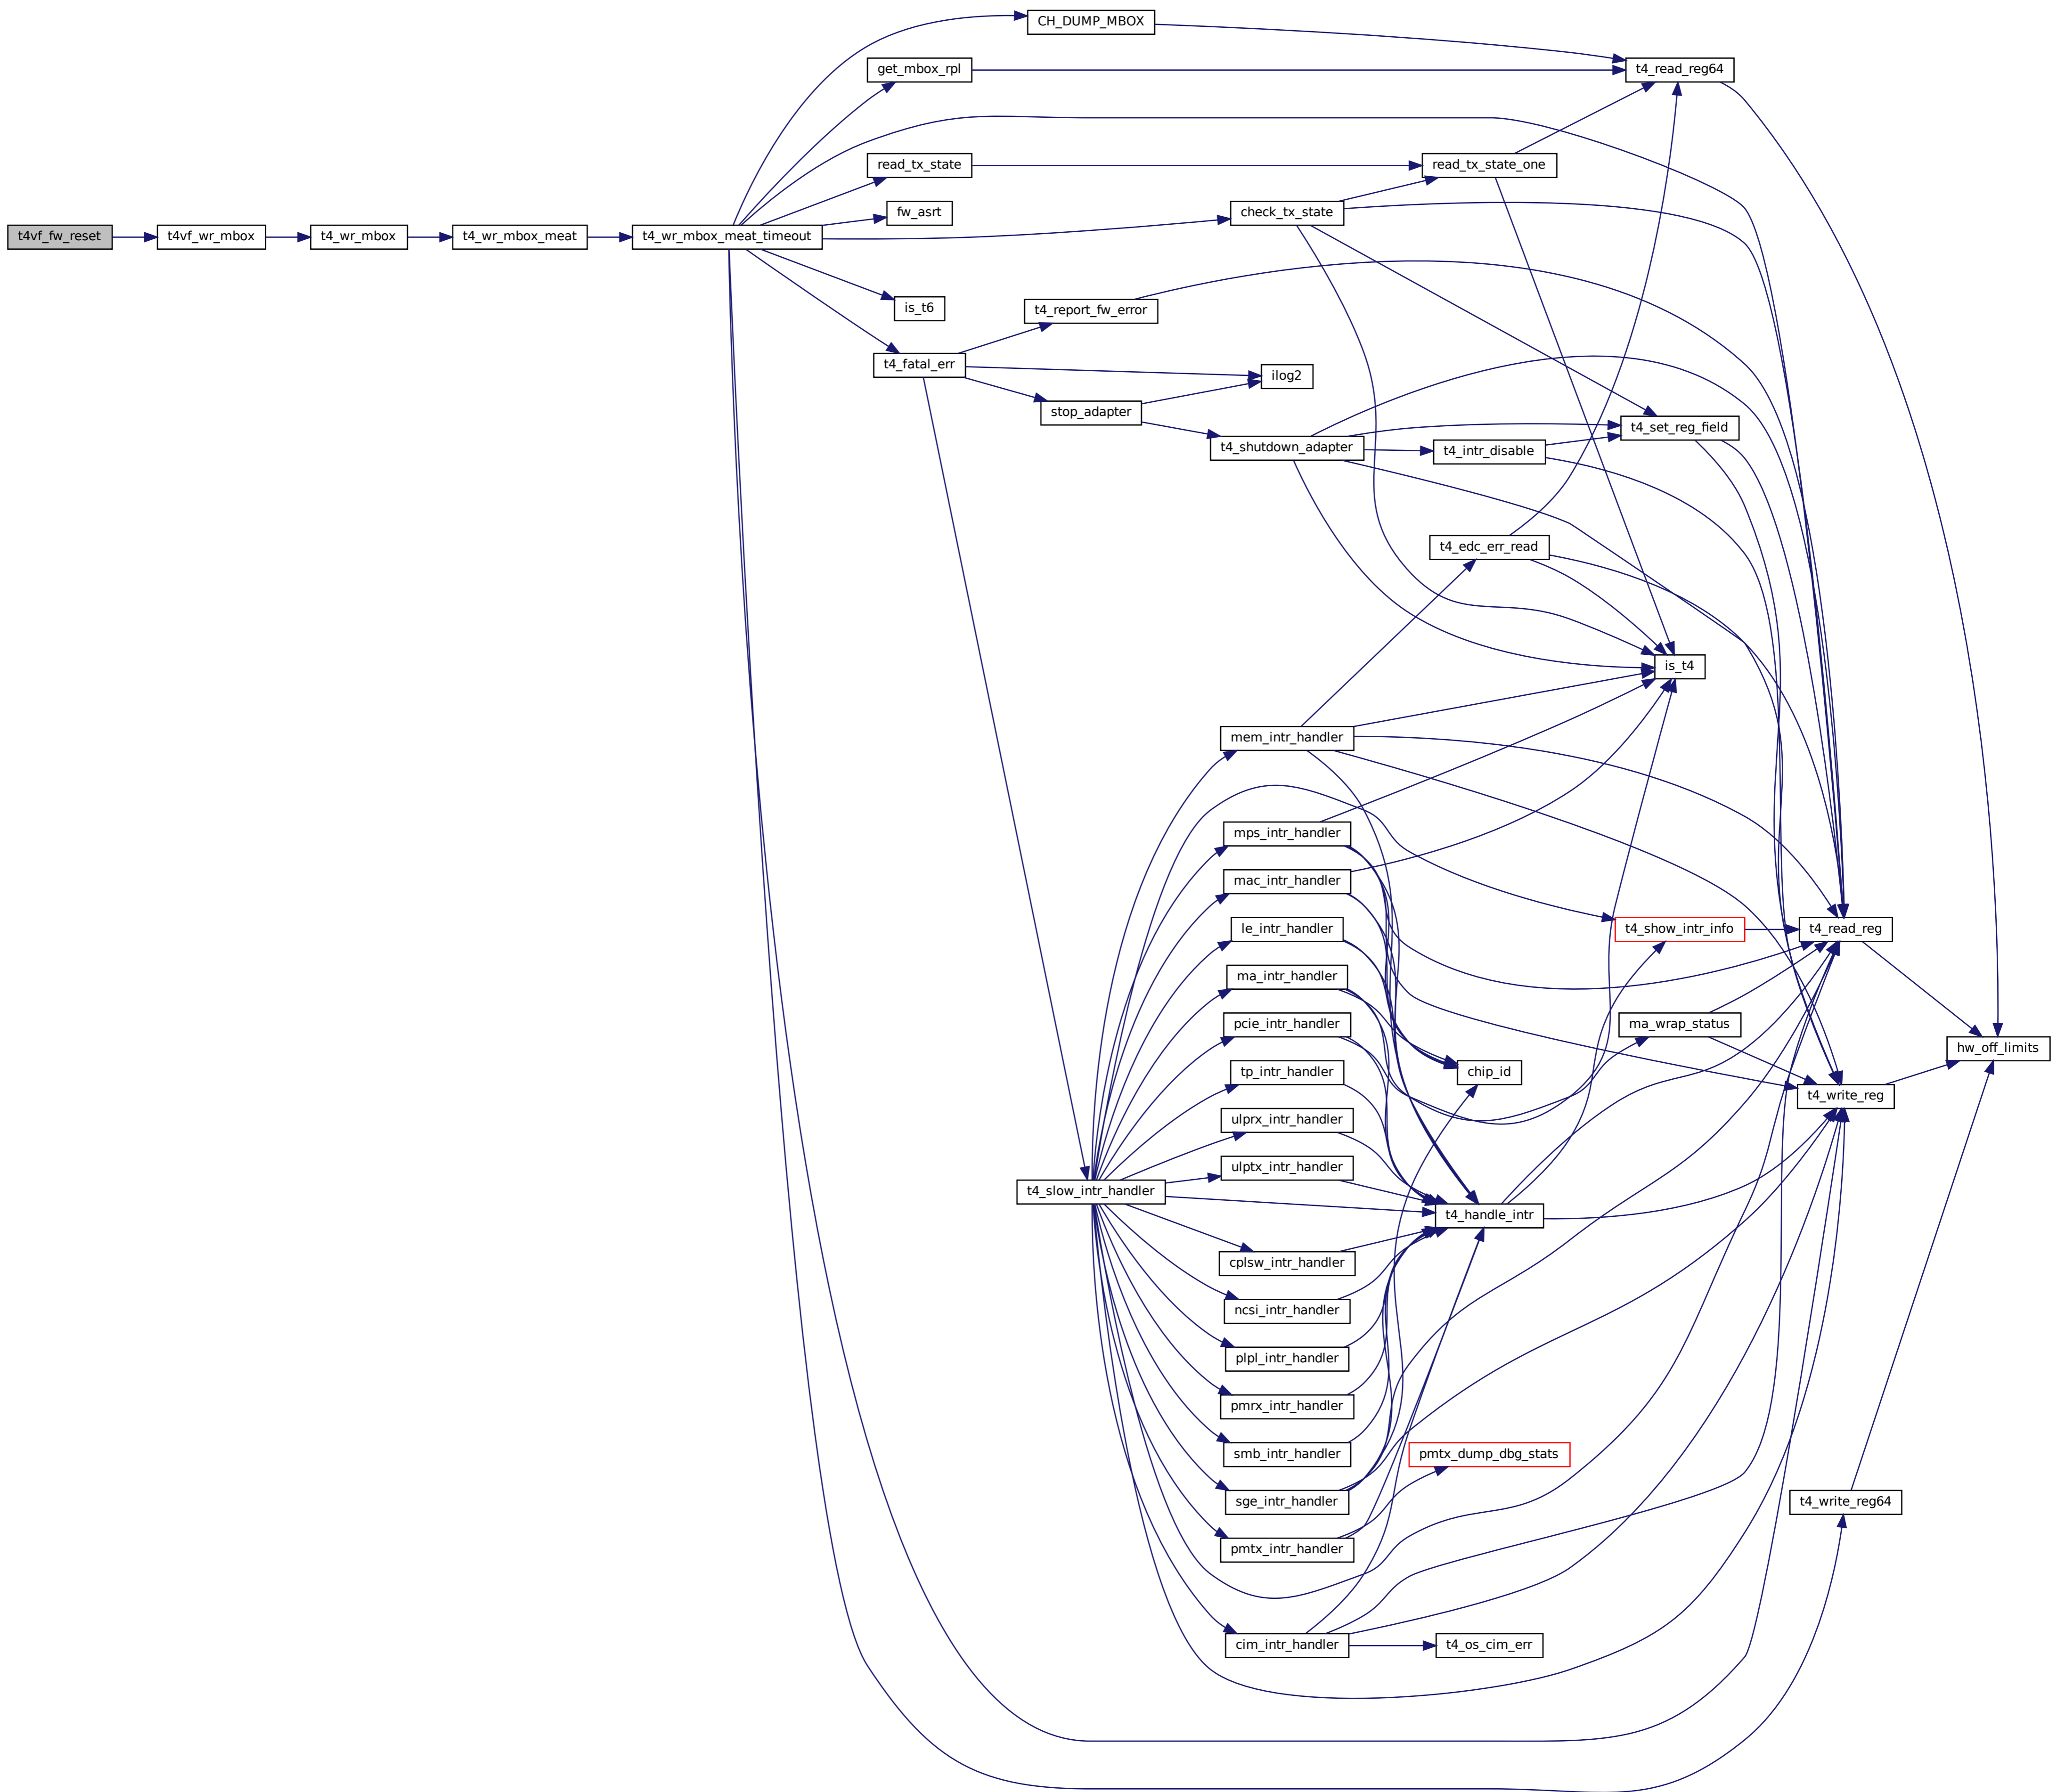 CH_DUMP_MBOX
get_mbox_rpl
t4_read_reg64
read_tx_state
read_tx_state_one
fw_asrt
check_tx_state
t4vf_fw_reset
t4vf_wr_mbox
t4_wr_mbox
t4_wr_mbox_meat
t4_wr_mbox_meat_timeout
is_t6
t4_report_fw_error
t4_fatal_err
ilog2
stop_adapter
t4_set_reg_field
t4_shutdown_adapter
t4_intr_disable
t4_edc_err_read
is_t4
mem_intr_handler
mps_intr_handler
mac_intr_handler
le_intr_handler
t4_show_intr_info
t4_read_reg
ma_intr_handler
pcie_intr_handler
ma_wrap_status
hw_off_limits
tp_intr_handler
chip_id
t4_write_reg
ulprx_intr_handler
ulptx_intr_handler
t4_slow_intr_handler
t4_handle_intr
cplsw_intr_handler
ncsi_intr_handler
plpl_intr_handler
pmrx_intr_handler
smb_intr_handler
pmtx_dump_dbg_stats
sge_intr_handler
t4_write_reg64
pmtx_intr_handler
cim_intr_handler
t4_os_cim_err